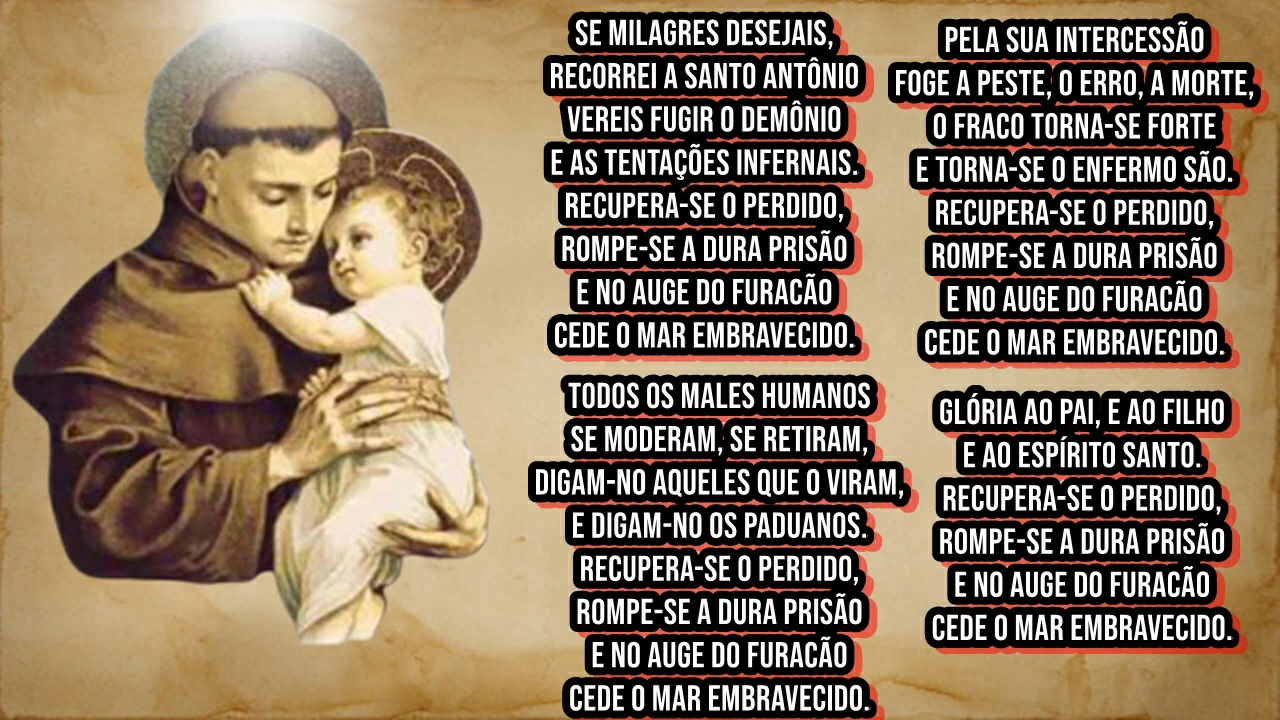 SE MILAGRES DESEJAIS,
RECORREI A SANTO ANTÔNIO
VEREIS FUGIR O DEMÔNIO
E AS TENTAÇÕES INFERNAIS.
RECUPERA-SE O PERDIDO,
ROMPE-SE A DURA PRISÃO
E NO AUGE DO FURACÃO
CEDE O MAR EMBRAVECIDO.
TODOS OS MALES HUMANOS
SE MODERAM, SE RETIRAM,
DIGAM-NO AQUELES QUE O VIRAM,
E DIGAM-NO OS PADUANOS.
RECUPERA-SE O PERDIDO,
ROMPE-SE A DURA PRISÃO
E NO AUGE DO FURACÃO
CEDE O MAR EMBRAVECIDO.
PELA SUA INTERCESSÃO
FOGE A PESTE, O ERRO, A MORTE,
O FRACO TORNA-SE FORTE
E TORNA-SE O ENFERMO SÃO.
RECUPERA-SE O PERDIDO,
ROMPE-SE A DURA PRISÃO
E NO AUGE DO FURACÃO
CEDE O MAR EMBRAVECIDO.
GLÓRIA AO PAI, E AO FILHO
E AO ESPÍRITO SANTO.
RECUPERA-SE O PERDIDO,
ROMPE-SE A DURA PRISÃO
E NO AUGE DO FURACÃO
CEDE O MAR EMBRAVECIDO.